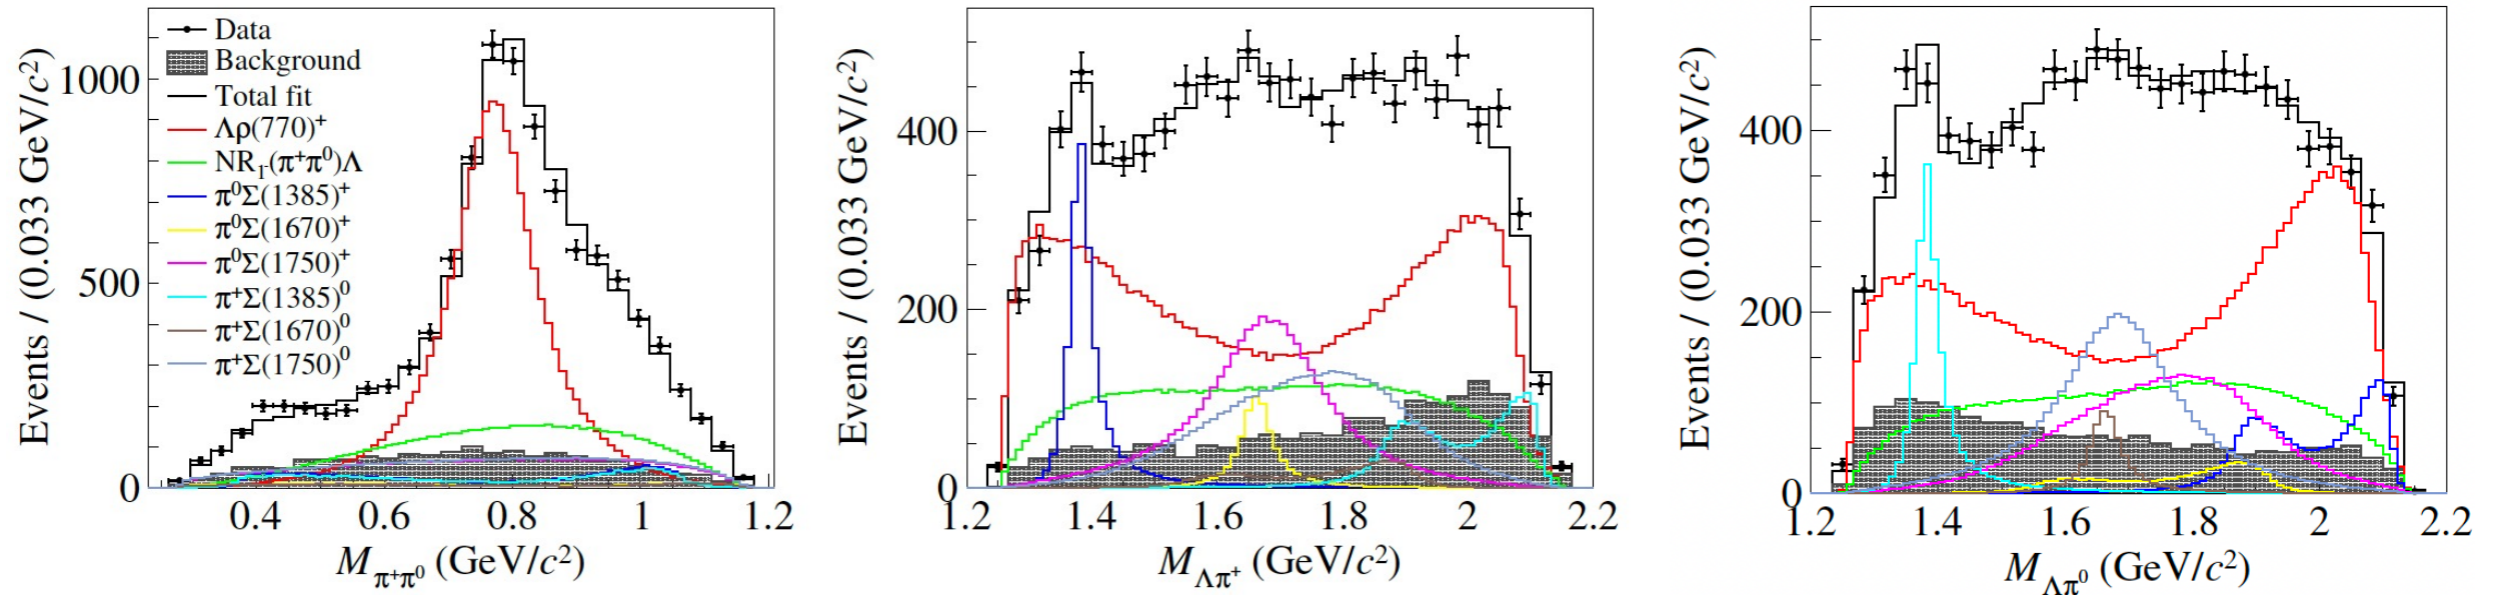 Events / (0.033 GeV/c²)
1000
500
0
Data
Background
Total fit
Λρ(770)⁺
NR₁⁻(π⁺π⁰)Λ
π⁰Σ(1385)⁺
π⁰Σ(1670)⁺
π⁰Σ(1750)⁺
π⁺Σ(1385)⁰
π⁺Σ(1670)⁰
π⁺Σ(1750)⁰
0.4 0.6 0.8 1 1.2
M_π⁺π⁰ (GeV/c²)
Events / (0.033 GeV/c²)
400
200
0
1.2 1.4 1.6 1.8 2 2.2
M_Λπ⁺ (GeV/c²)
Events / (0.033 GeV/c²)
400
200
0
1.2 1.4 1.6 1.8 2 2.2
M_Λπ⁰ (GeV/c²)